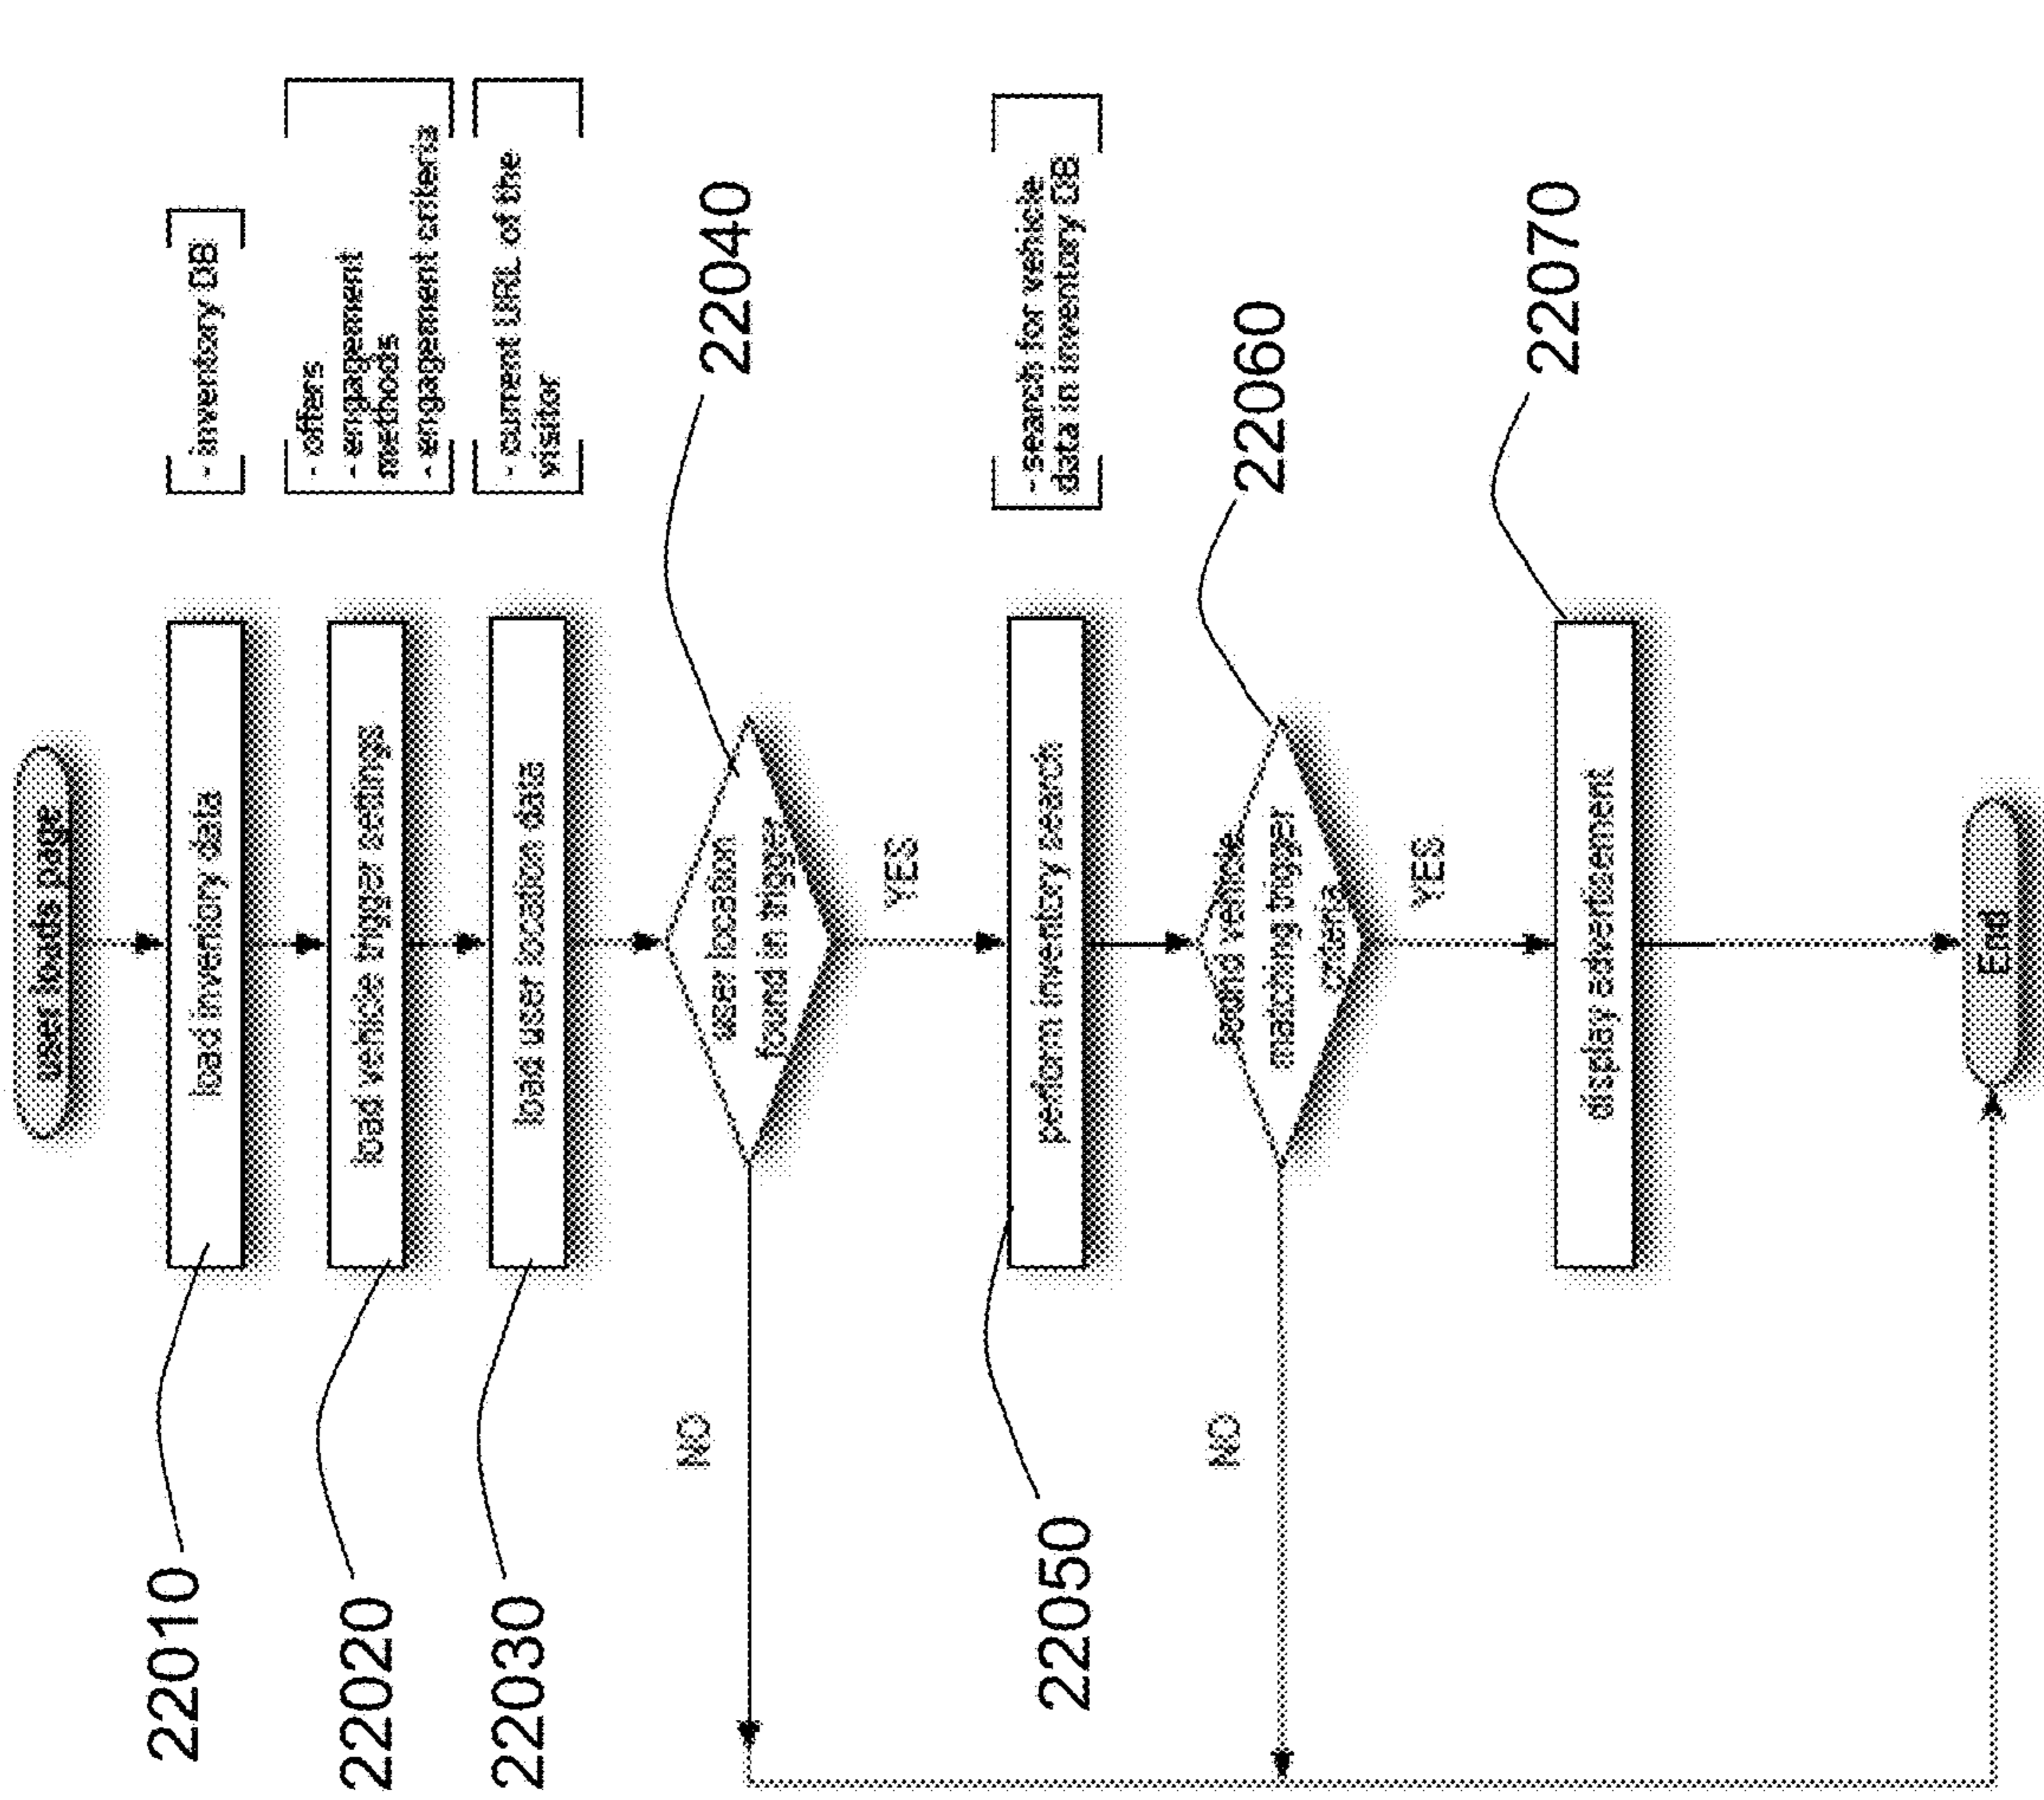 user loads page
load inventory data
- inventory DB
22010
load vehicle trigger settings
- offers
- engagement
methods
- engagement criteria
22020
load user location data
- current URL of the
visitor
22030
user location
found in trigger
22040
NO
YES
perform inventory search
- search for vehicle
data in inventory DB
22050
found vehicle
matching trigger
criteria
22060
NO
YES
display advertisement
22070
End